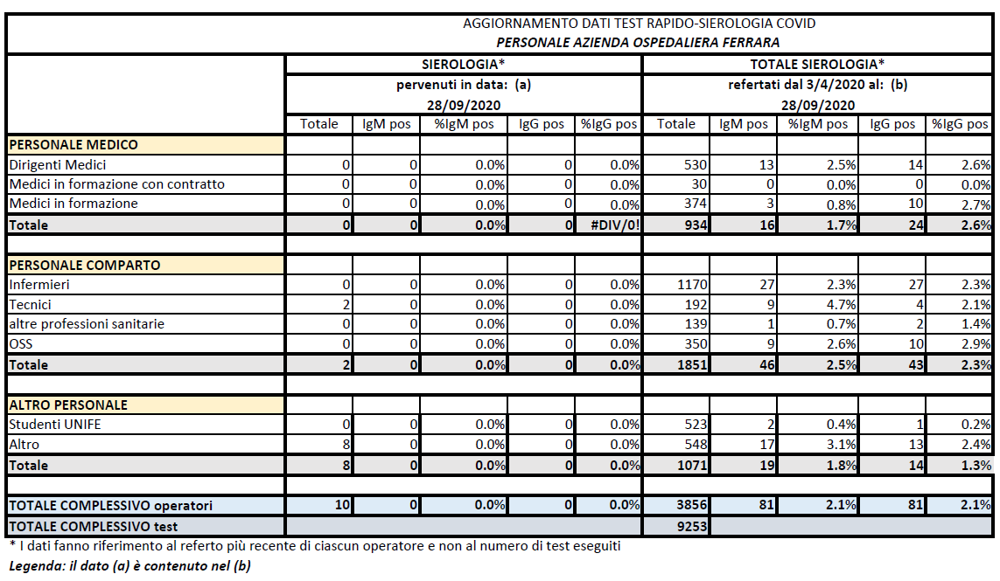 AGGIORNAMENTO DATI TEST RAPIDO-SIEROLOGIA COVID
PERSONALE AZIENDA OSPEDALIERA FERRARA
SIEROLOGIA* TOTALE SIEROLOGIA*
pervenuti in data: (a) refertati dal 3/4/2020 al: (b)
28/09/2020 28/09/2020
Totale IgM pos %IgM pos IgG pos %IgG pos Totale IgM pos %IgM pos IgG pos %IgG pos
PERSONALE MEDICO
Dirigenti Medici 0 0 0.0% 0 0.0% 530 13 2.5% 14 2.6%
Medici in formazione con contratto 0 0 0.0% 0 0.0% 30 0 0.0% 0 0.0%
Medici in formazione 0 0 0.0% 0 0.0% 374 3 0.8% 10 2.7%
Totale 0 0 0.0% 0 #DIV/0! 934 16 1.7% 24 2.6%
PERSONALE COMPARTO
Infermieri 0 0 0.0% 0 0.0% 1170 27 2.3% 27 2.3%
Tecnici 2 0 0.0% 0 0.0% 192 9 4.7% 4 2.1%
altre professioni sanitarie 0 0 0.0% 0 0.0% 139 1 0.7% 2 1.4%
OSS 0 0 0.0% 0 0.0% 350 9 2.6% 10 2.9%
Totale 2 0 0.0% 0 0.0% 1851 46 2.5% 43 2.3%
ALTRO PERSONALE
Studenti UNIFE 0 0 0.0% 0 0.0% 523 2 0.4% 1 0.2%
Altro 8 0 0.0% 0 0.0% 548 17 3.1% 13 2.4%
Totale 8 0 0.0% 0 0.0% 1071 19 1.8% 14 1.3%
TOTALE COMPLESSIVO operatori 10 0 0.0% 0 0.0% 3856 81 2.1% 81 2.1%
TOTALE COMPLESSIVO test 9253
* I dati fanno riferimento al referto più recente di ciascun operatore e non al numero di test eseguiti
Legenda: il dato (a) è contenuto nel (b)